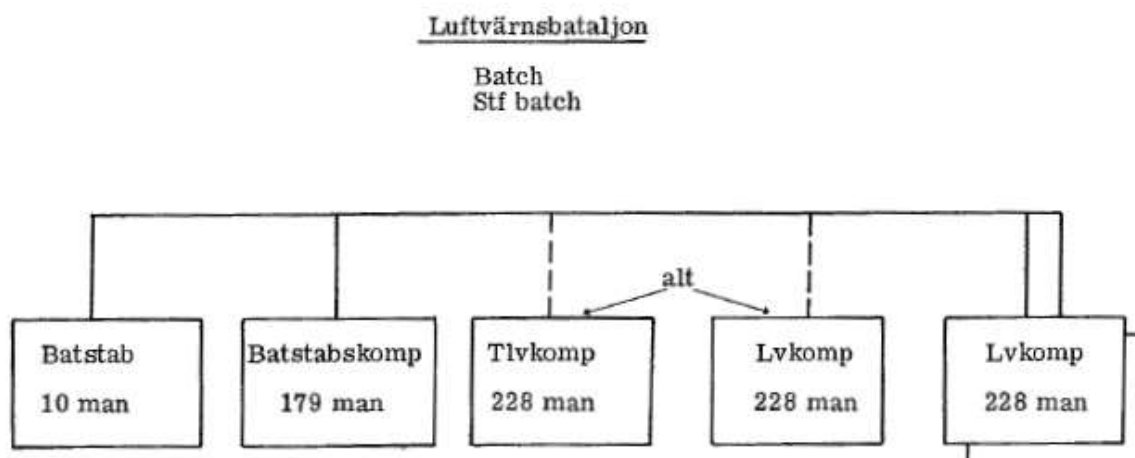 Luftvärnsbataljon
Batch
Stf batch
alt
Batstab
10 man
Batstabskomp
179 man
Tlvkomp
228 man
Lvkomp
228 man
Lvkomp
228 man